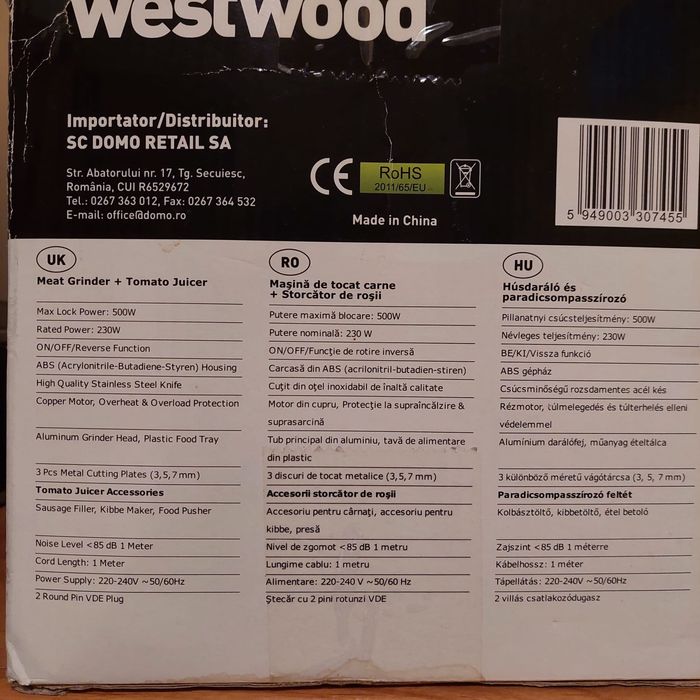 westwood
Importator/Distribuitor:
SC DOMO RETAIL SA
Str. Abatorului nr. 17, Tg. Secuiesc,
România, CUI R6529672
Tel.: 0267 363 012, Fax: 0267 364 532
E-mail: office@domo.ro
CE
RoHS
2011/65/EU
Made in China
5 949003 307455
UK
Meat Grinder + Tomato Juicer
Max Lock Power: 500W
Rated Power: 230W
ON/OFF/Reverse Function
ABS (Acrylonitrile-Butadiene-Styren) Housing
High Quality Stainless Steel Knife
Copper Motor, Overheat & Overload Protection
Aluminum Grinder Head, Plastic Food Tray
3 Pcs Metal Cutting Plates (3,5,7 mm)
Tomato Juicer Accessories
Sausage Filler, Kibbe Maker, Food Pusher
Noise Level <85 dB 1 Meter
Cord Length: 1 Meter
Power Supply: 220-240V ~50/60Hz
2 Round Pin VDE Plug
RO
Mașină de tocat carne
+ Storcător de roșii
Putere maximă blocare: 500W
Putere nominală: 230 W
ON/OFF/Funcție de rotire inversă
Carcasă din ABS (acrilonitril-butadien-stiren)
Cuțit din oțel inoxidabil de înaltă calitate
Motor din cupru, Protecție la supraîncălzire &
suprasarcină
Tub principal din aluminiu, tavă de alimentare
din plastic
3 discuri de tocat metalice (3,5,7 mm)
Accesorii storcător de roșii
Accesoriu pentru cârnați, accesoriu pentru
kibbe, presă
Nivel de zgomot <85 dB 1 metru
Lungime cablu: 1 metru
Alimentare: 220-240 V ~50/60 Hz
Ștecăr cu 2 pini rotunzi VDE
HU
Húsdaráló és
paradicsompasszírozó
Pillanatnyi csúcsteljesítmény: 500W
Névleges teljesítmény: 230W
BE/KI/Vissza funkció
ABS gépház
Csúcsminőségű rozsdamentes acél kés
Rézmotor, túlmelegedés és túlterhelés elleni
védelemmel
Alumínium darálófej, műanyag ételtálca
3 különböző méretű vágótárcsa (3, 5, 7 mm)
Paradicsompasszírozó feltét
Kolbásztöltő, kibbetöltő, étel betoló
Zajszint <85 dB 1 méterre
Kábelhossz: 1 méter
Tápellátás: 220-240V ~50/60Hz
2 villás csatlakozódugasz